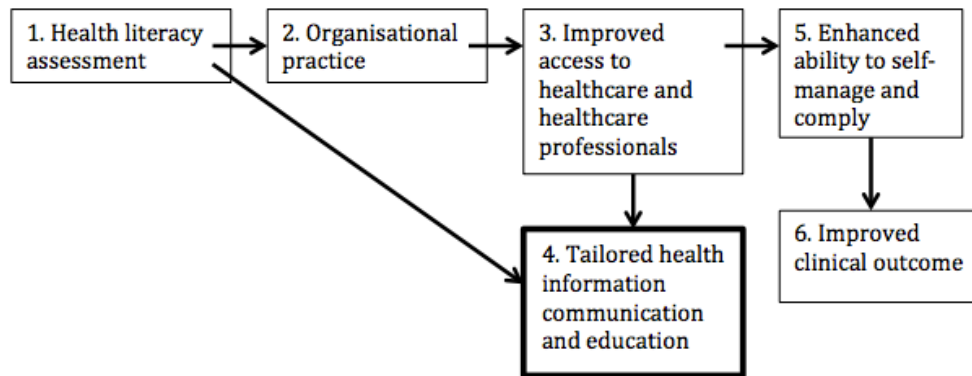 1. Health literacy
assessment
2. Organisational
practice
3. Improved
access to
healthcare and
healthcare
professionals
5. Enhanced
ability to self-
manage and
comply
4. Tailored health
information
communication
and education
6. Improved
clinical outcome